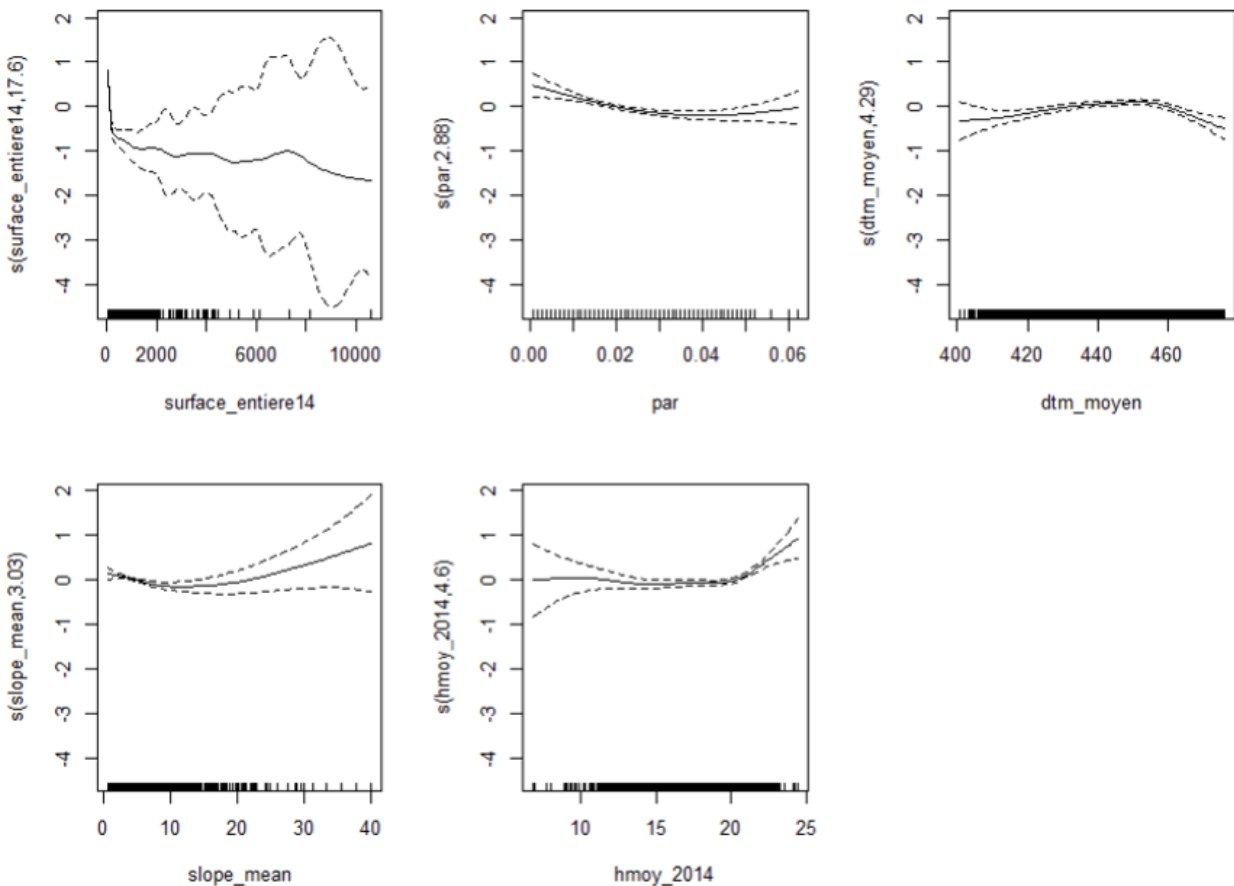 s(surface_entiere14,17.6)
2
1
0
-1
-2
-3
-4
0 2000 6000 10000
surface_entiere14
s(par,2.88)
2
1
0
-1
-2
-3
-4
0.00 0.02 0.04 0.06
par
s(dtm_moyen,4.29)
2
1
0
-1
-2
-3
-4
400 420 440 460
dtm_moyen
s(slope_mean,3.03)
2
1
0
-1
-2
-3
-4
0 10 20 30 40
slope_mean
s(hmoy_2014,4.6)
2
1
0
-1
-2
-3
-4
10 15 20 25
hmoy_2014